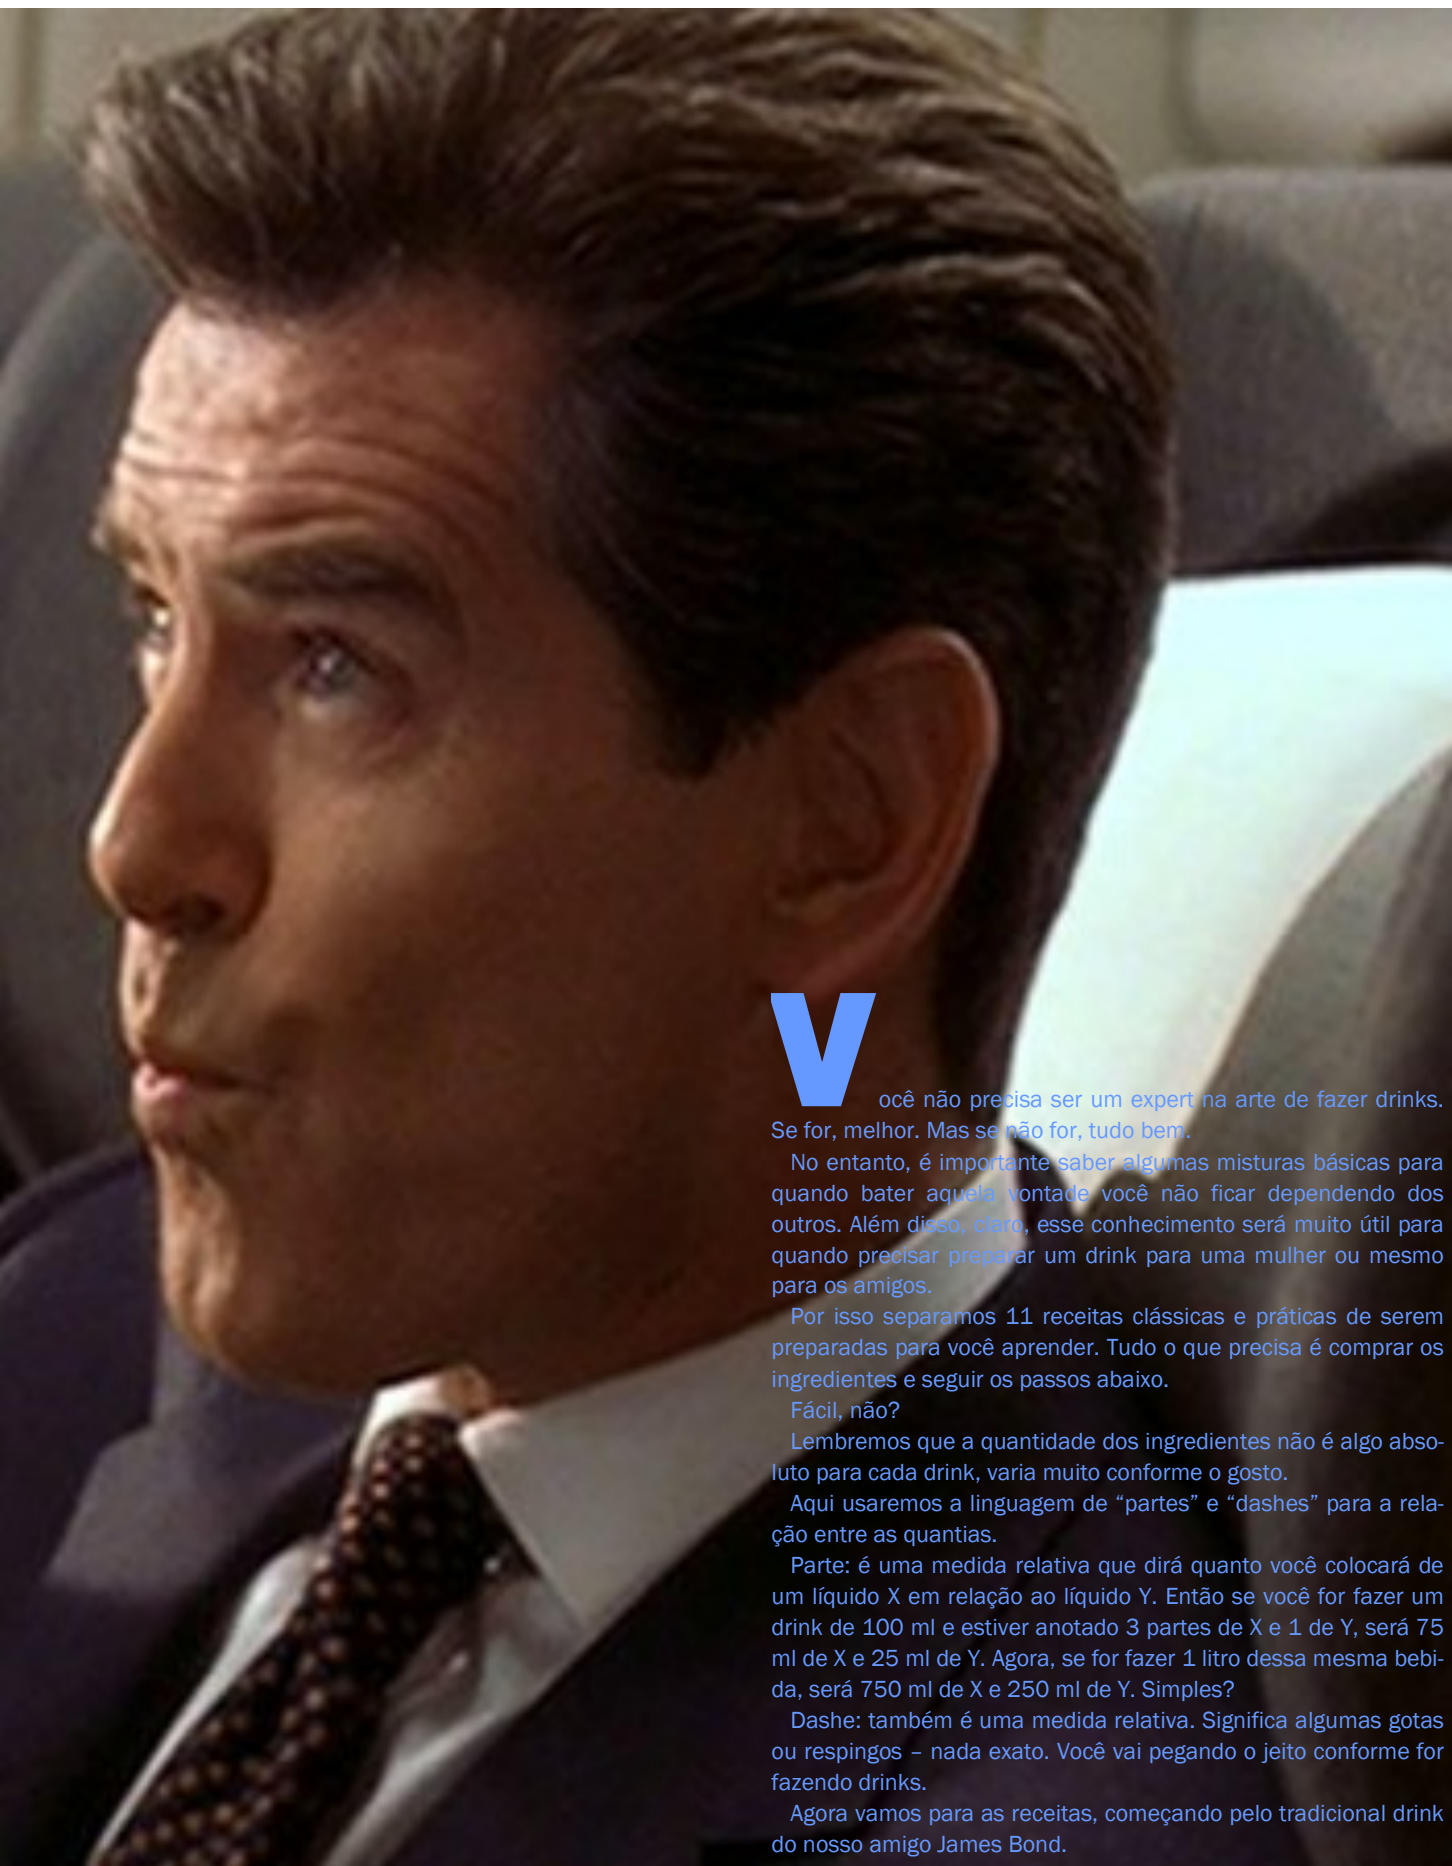 Você não precisa ser um expert na arte de fazer drinks.
Se for, melhor. Mas se não for, tudo bem.
No entanto, é importante saber algumas misturas básicas para
quando bater aquela vontade você não ficar dependendo dos
outros. Além disso, claro, esse conhecimento será muito útil para
quando precisar preparar um drink para uma mulher ou mesmo
para os amigos.
Por isso separamos 11 receitas clássicas e práticas de serem
preparadas para você aprender. Tudo o que precisa é comprar os
ingredientes e seguir os passos abaixo.
Fácil, não?
Lembremos que a quantidade dos ingredientes não é algo abso-
luto para cada drink, varia muito conforme o gosto.
Aqui usaremos a linguagem de “partes” e “dashes” para a rela-
ção entre as quantias.
Parte: é uma medida relativa que dirá quanto você colocará de
um líquido X em relação ao líquido Y. Então se você for fazer um
drink de 100 ml e estiver anotado 3 partes de X e 1 de Y, será 75
ml de X e 25 ml de Y. Agora, se for fazer 1 litro dessa mesma bebi-
da, será 750 ml de X e 250 ml de Y. Simples?
Dashe: também é uma medida relativa. Significa algumas gotas
ou respingos – nada exato. Você vai pegando o jeito conforme for
fazendo drinks.
Agora vamos para as receitas, começando pelo tradicional drink
do nosso amigo James Bond.